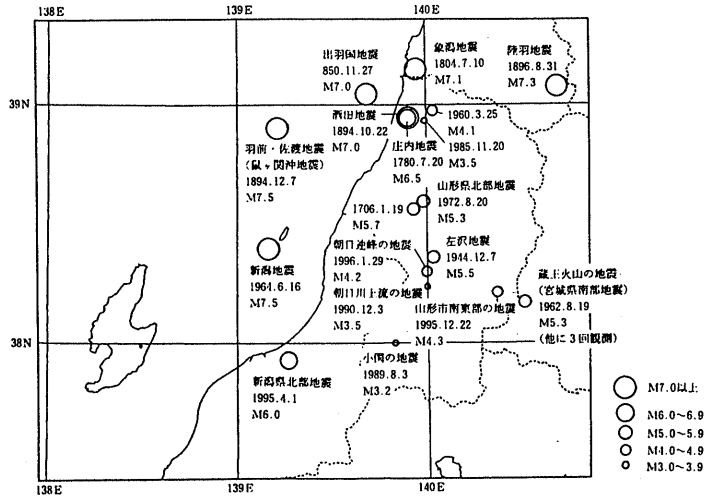 138E
139E
140E
39N
38N
出羽国地震
850.11.27
M7.0
象潟地震
1804.7.10
M7.1
陸羽地震
1896.8.31
M7.3
酒田地震
1894.10.22
M7.0
庄内地震
1780.7.20
M6.5
1960.3.25
M4.1
1985.11.20
M3.5
羽前・佐渡地震
(鼠ヶ関沖地震)
1894.12.7
M7.5
山形県北部地震
1972.8.20
M5.3
1706.1.19
M5.7
新潟地震
1964.6.16
M7.5
朝日連峰の地震
1996.1.29
M4.2
左沢地震
1944.12.7
M5.5
朝日川上流の地震
1990.12.3
M3.5
山形市南東部の地震
1995.12.22
M4.3
蔵王火山の地震
(宮城県南部地震)
1962.8.19
M5.3
(他に3回観測)
小国の地震
1989.8.3
M3.2
新潟県北部地震
1995.4.1
M6.0
M7.0以上
M6.0〜6.9
M5.0〜5.9
M4.0〜4.9
M3.0〜3.9
138E
139E
140E